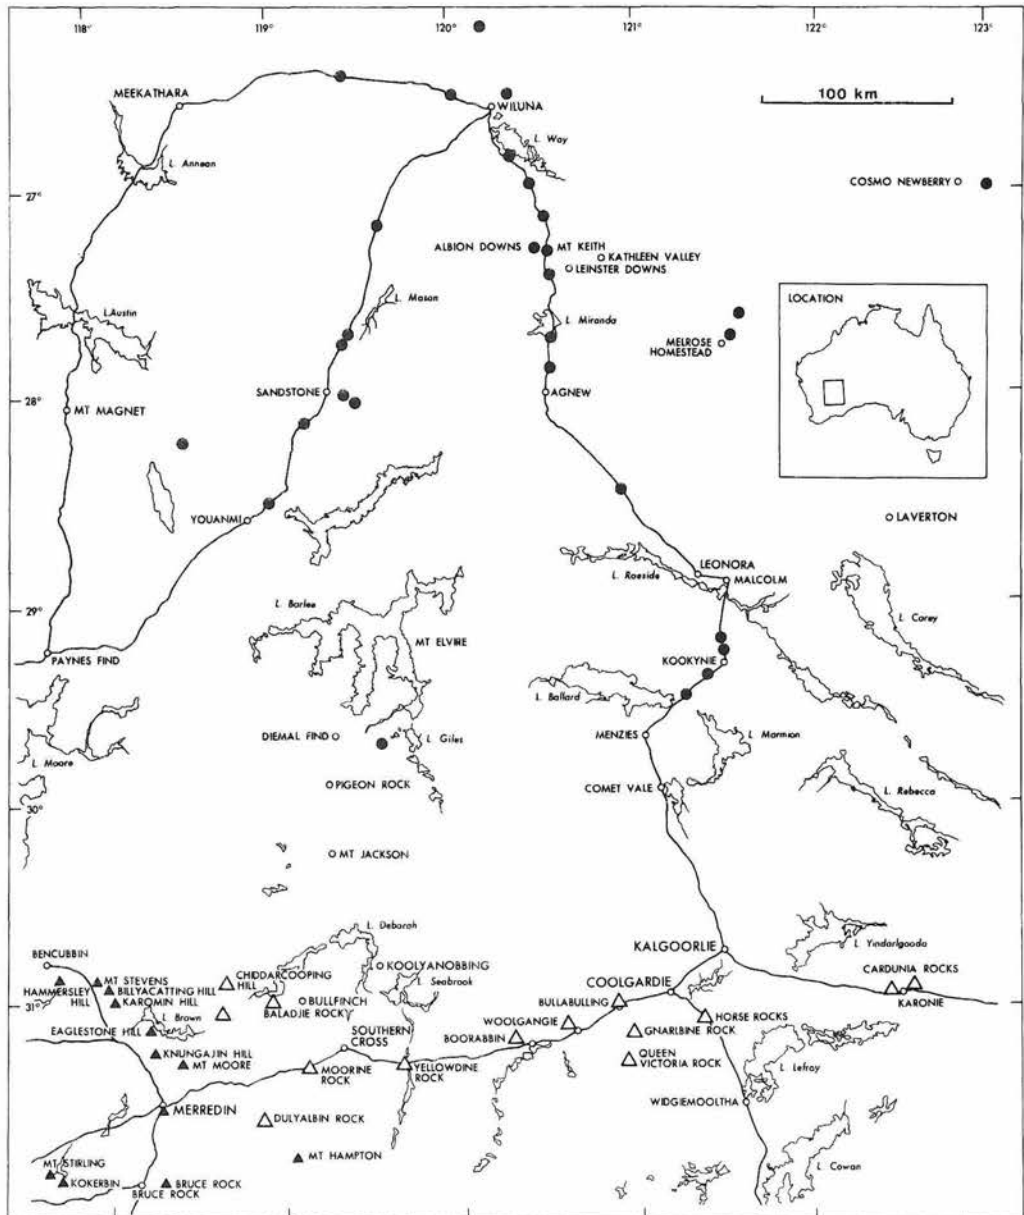 118° 119° 120° 121° 122° 123°
100 km
MEEKATHARA
WILUNA
L. Way
L. Annean
27°
COSMO NEWBERRY
ALBION DOWNS
MT KEITH
KATHLEEN VALLEY
LEINSTER DOWNS
LOCATION
L. Mason
L. Austin
L. Miranda
MELROSE
HOMESTEAD
SANDSTONE
AGNEW
28°
MT MAGNET
YOUANMI
LAVERTON
LEONORA
L. Raeside
MALCOLM
29°
L. Barlee
L. Carey
MT ELVIRE
PAYNES FIND
KOOKYNIE
L. Ballard
DIEMAL FIND
L. Giles
MENZIES
L. Marmion
L. Moore
PIGEON ROCK
COMET VALE
L. Rebecca
30°
MT JACKSON
L. Deborah
KALGOORLIE
L. Yindarlgooda
BENCUBBIN
KOOLYANOBBING
CARDUNIA ROCKS
MT STEVENS
CHIDDARCOOPING
HILL
HAMMERSLEY
HILL
BILLYACATTING HILL
L. Seabrook
COOLGARDIE
KARONIE
31°
KAROMIN HILL
BULLFINCH
BALADJIE ROCK
BULLABULLING
L. Brown
HORSE ROCKS
EAGLESTONE HILL
WOOLGANGIE
GNARLBINE ROCK
SOUTHERN
CROSS
BOORABBIN
KNUNGAJIN HILL
MT MOORE
MOORINE
ROCK
YELLOWDINE
ROCK
QUEEN
VICTORIA ROCK
L. Lefroy
MERREDIN
DULYALBIN ROCK
WIDGIEMOOLTHA
MT HAMPTON
MT STIRLING
L. Cowan
KOKERBIN
BRUCE ROCK
BRUCE ROCK